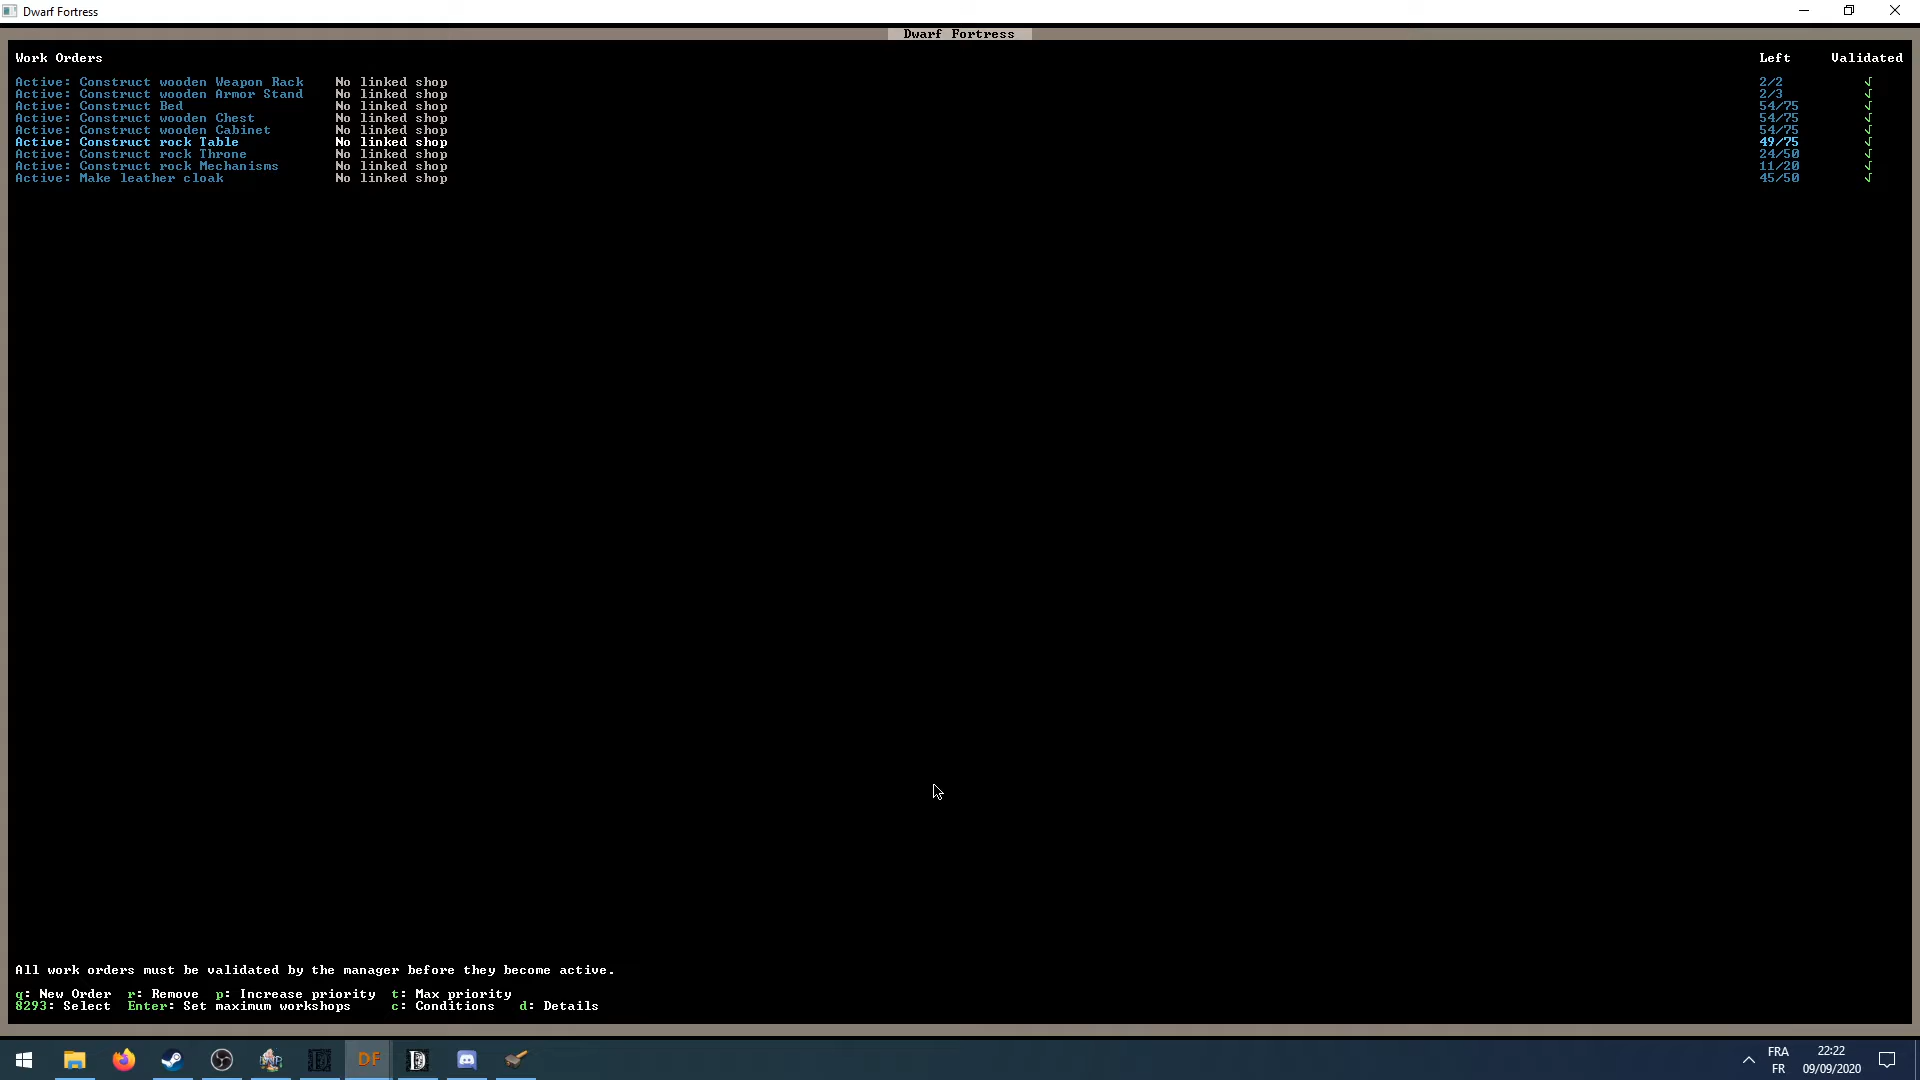 Dwarf Fortress
Dwarf Fortress
Work Orders Left Validated
Active: Construct wooden Weapon Rack No linked shop 2/2 √
Active: Construct wooden Armor Stand No linked shop 2/3 √
Active: Construct Bed No linked shop 54/75 √
Active: Construct wooden Chest No linked shop 54/75 √
Active: Construct wooden Cabinet No linked shop 54/75 √
Active: Construct rock Table No linked shop 49/75 √
Active: Construct rock Throne No linked shop 24/50 √
Active: Construct rock Mechanisms No linked shop 11/20 √
Active: Make leather cloak No linked shop 45/50 √
All work orders must be validated by the manager before they become active.
q: New Order r: Remove p: Increase priority t: Max priority
8293: Select Enter: Set maximum workshops c: Conditions d: Details
DF D FRA 22:22
FR 09/09/2020